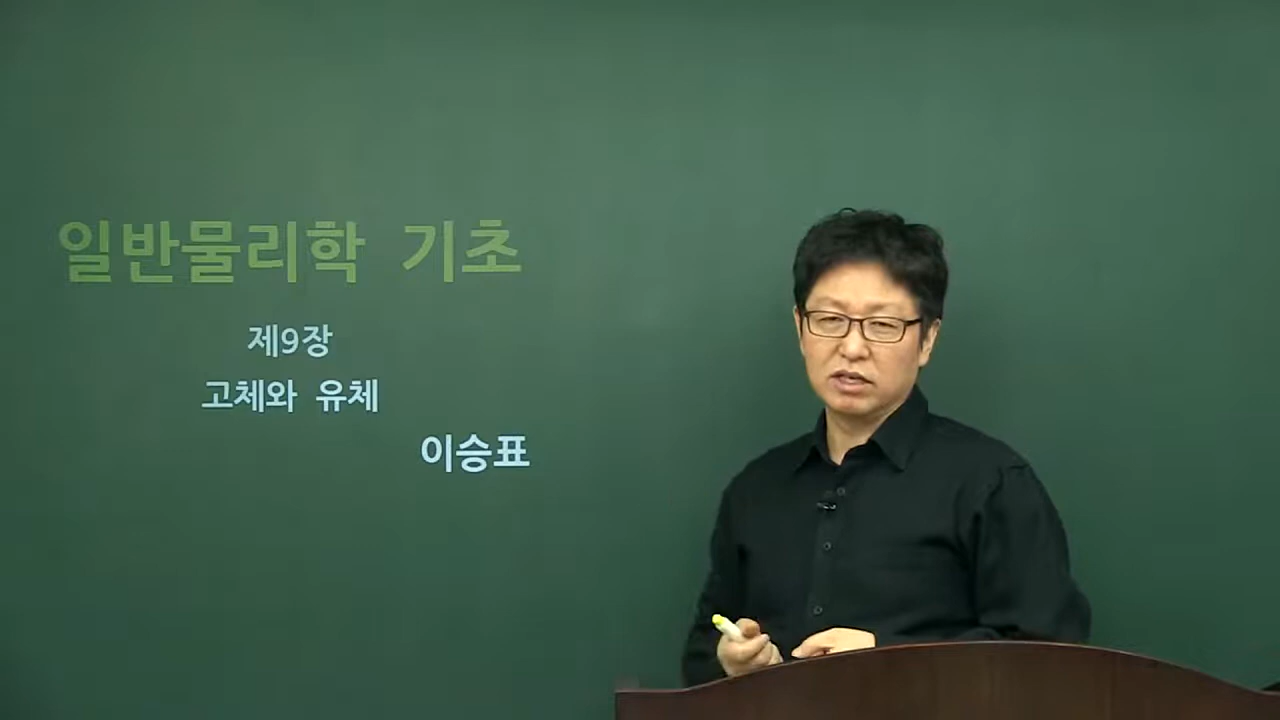 일반물리학 기초
제9장
고체와 유체
이승표